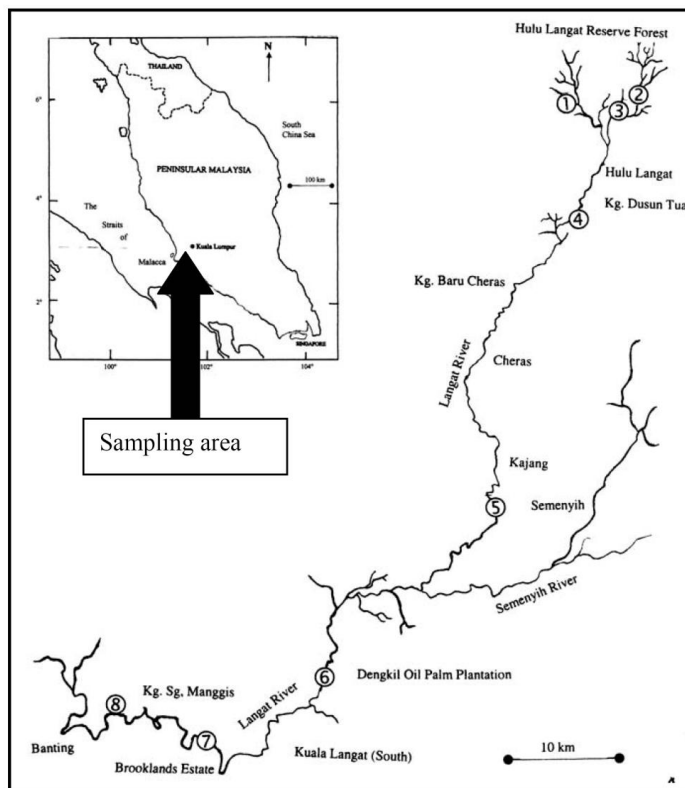 Hulu Langat Reserve Forest
THAILAND
N
6°
South
China Sea
PENINSULAR MALAYSIA
100 km
4°
The
Straits
of
Malacca
Kuala Lumpur
2°
SINGAPORE
100°
102°
104°
Sampling area
1
3
2
Hulu Langat
Kg. Dusun Tua
4
Kg. Baru Cheras
Langat River
Cheras
Kajang
5
Semenyih
Semenyih River
6
Dengkil Oil Palm Plantation
Langat River
Kg. Sg, Manggis
8
7
Banting
Brooklands Estate
Kuala Langat (South)
10 km